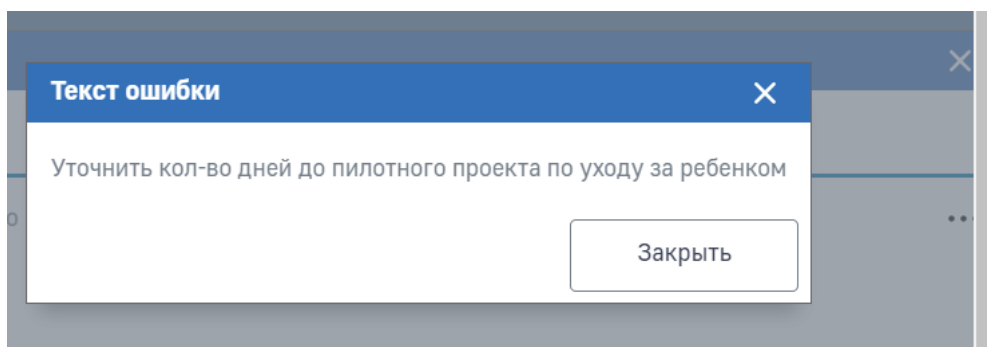 Текст ошибки
Уточнить кол-во дней до пилотного проекта по уходу за ребенком
о
Закрыть